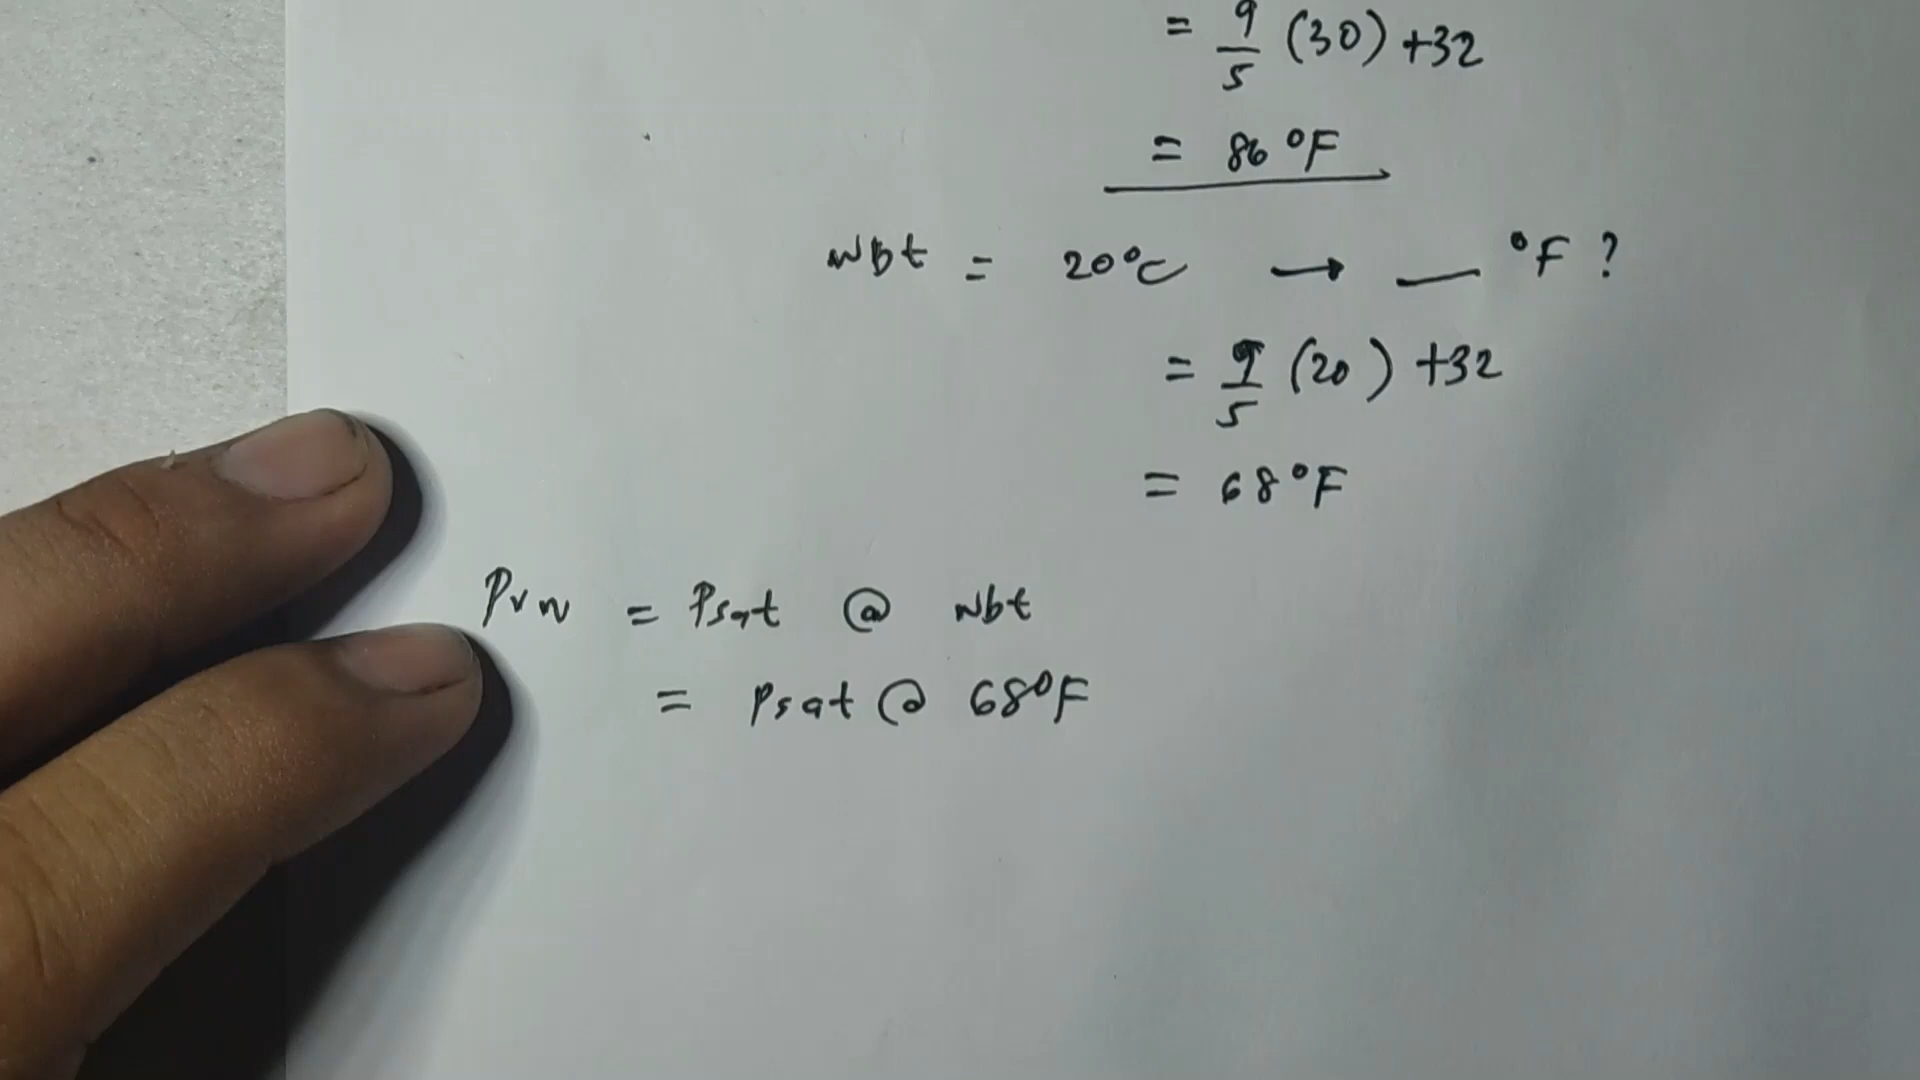 = 9/5 (30) +32
= 86 °F
wbt = 20°C → __ °F ?
= 9/5 (20) +32
= 68°F
Pvw = Psat @ wbt
= Psat @ 68°F